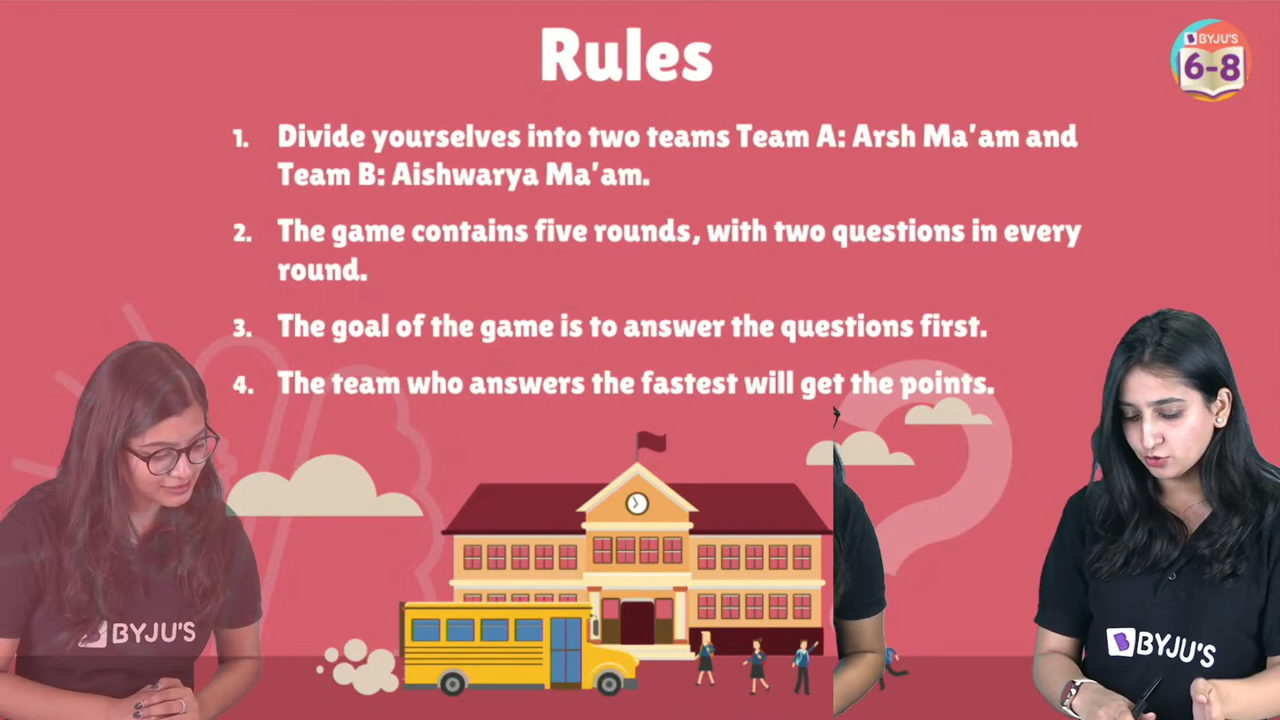 Rules
BYJU'S
6-8
1. Divide yourselves into two teams Team A: Arsh Ma'am and
Team B: Aishwarya Ma'am.
2. The game contains five rounds, with two questions in every
round.
3. The goal of the game is to answer the questions first.
4. The team who answers the fastest will get the points.
BYJU'S
BYJU'S